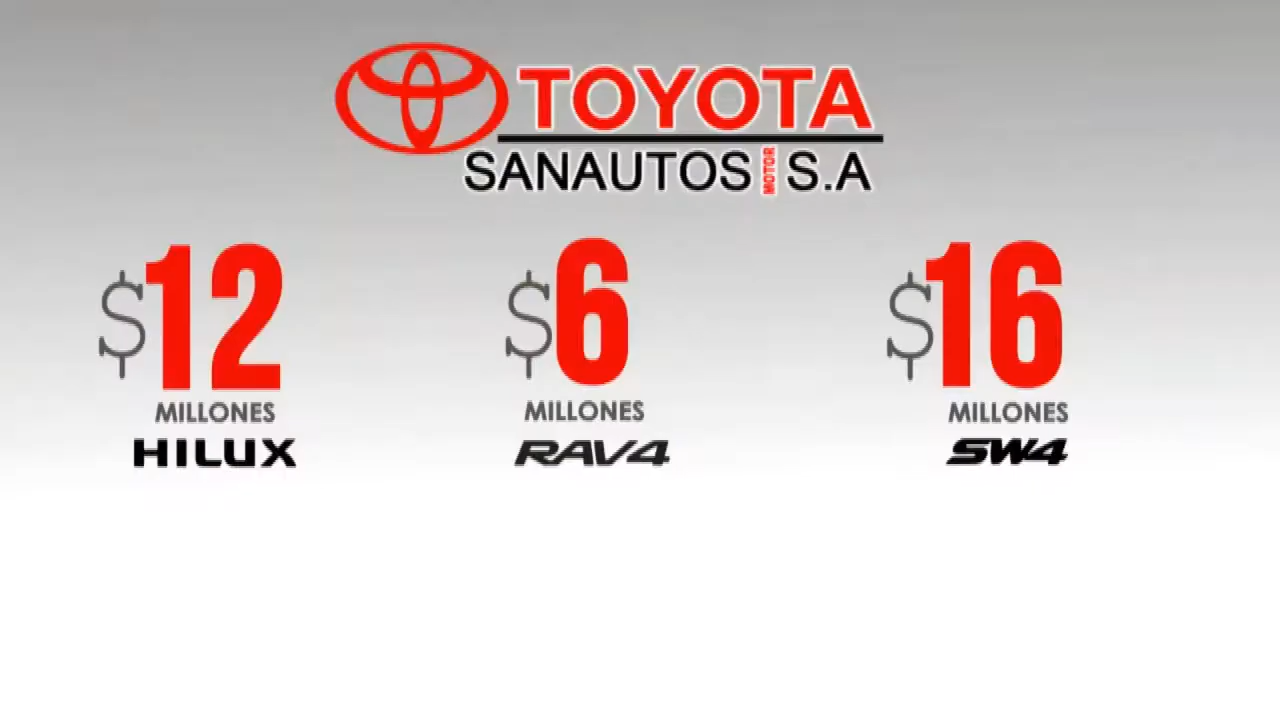 TOYOTA
SANAUTOS MOTOR S.A
$12
MILLONES
HILUX
$6
MILLONES
RAV4
$16
MILLONES
SW4